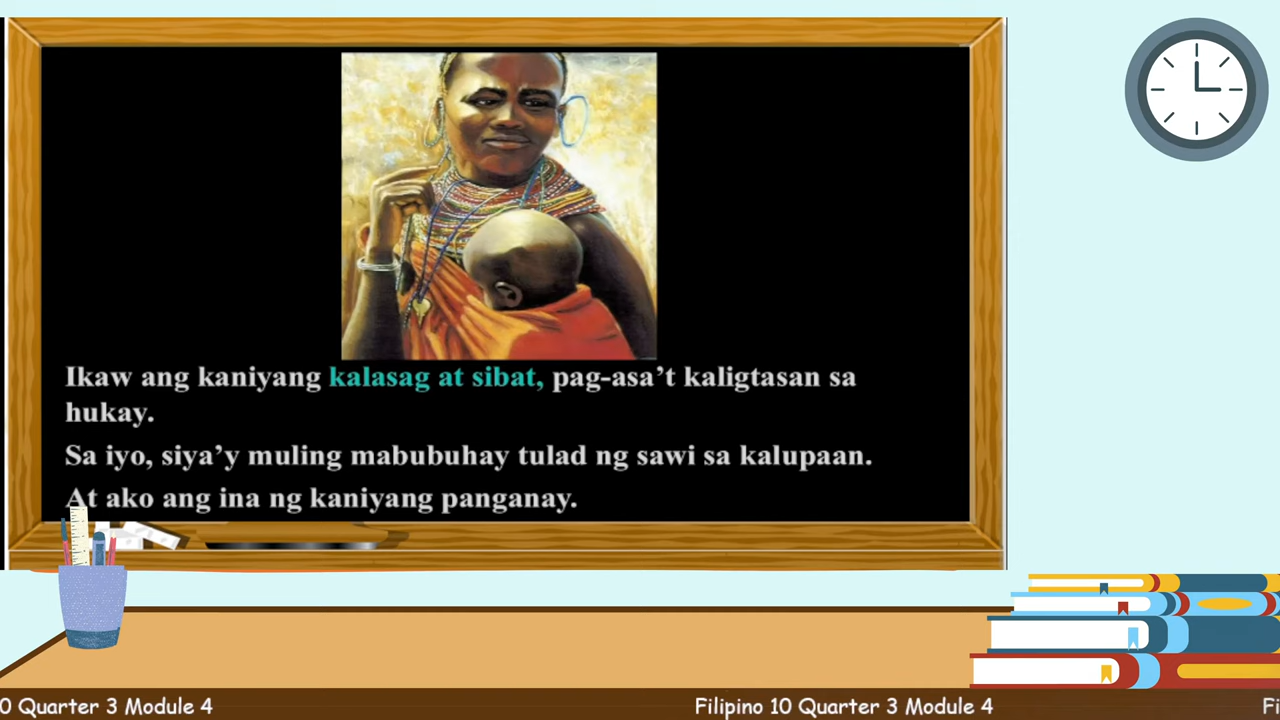 Ikaw ang kaniyang kalasag at sibat, pag-asa’t kaligtasan sa
hukay.
Sa iyo, siya’y muling mabubuhay tulad ng sawi sa kalupaan.
At ako ang ina ng kaniyang panganay.
0 Quarter 3 Module 4
Filipino 10 Quarter 3 Module 4
Fi